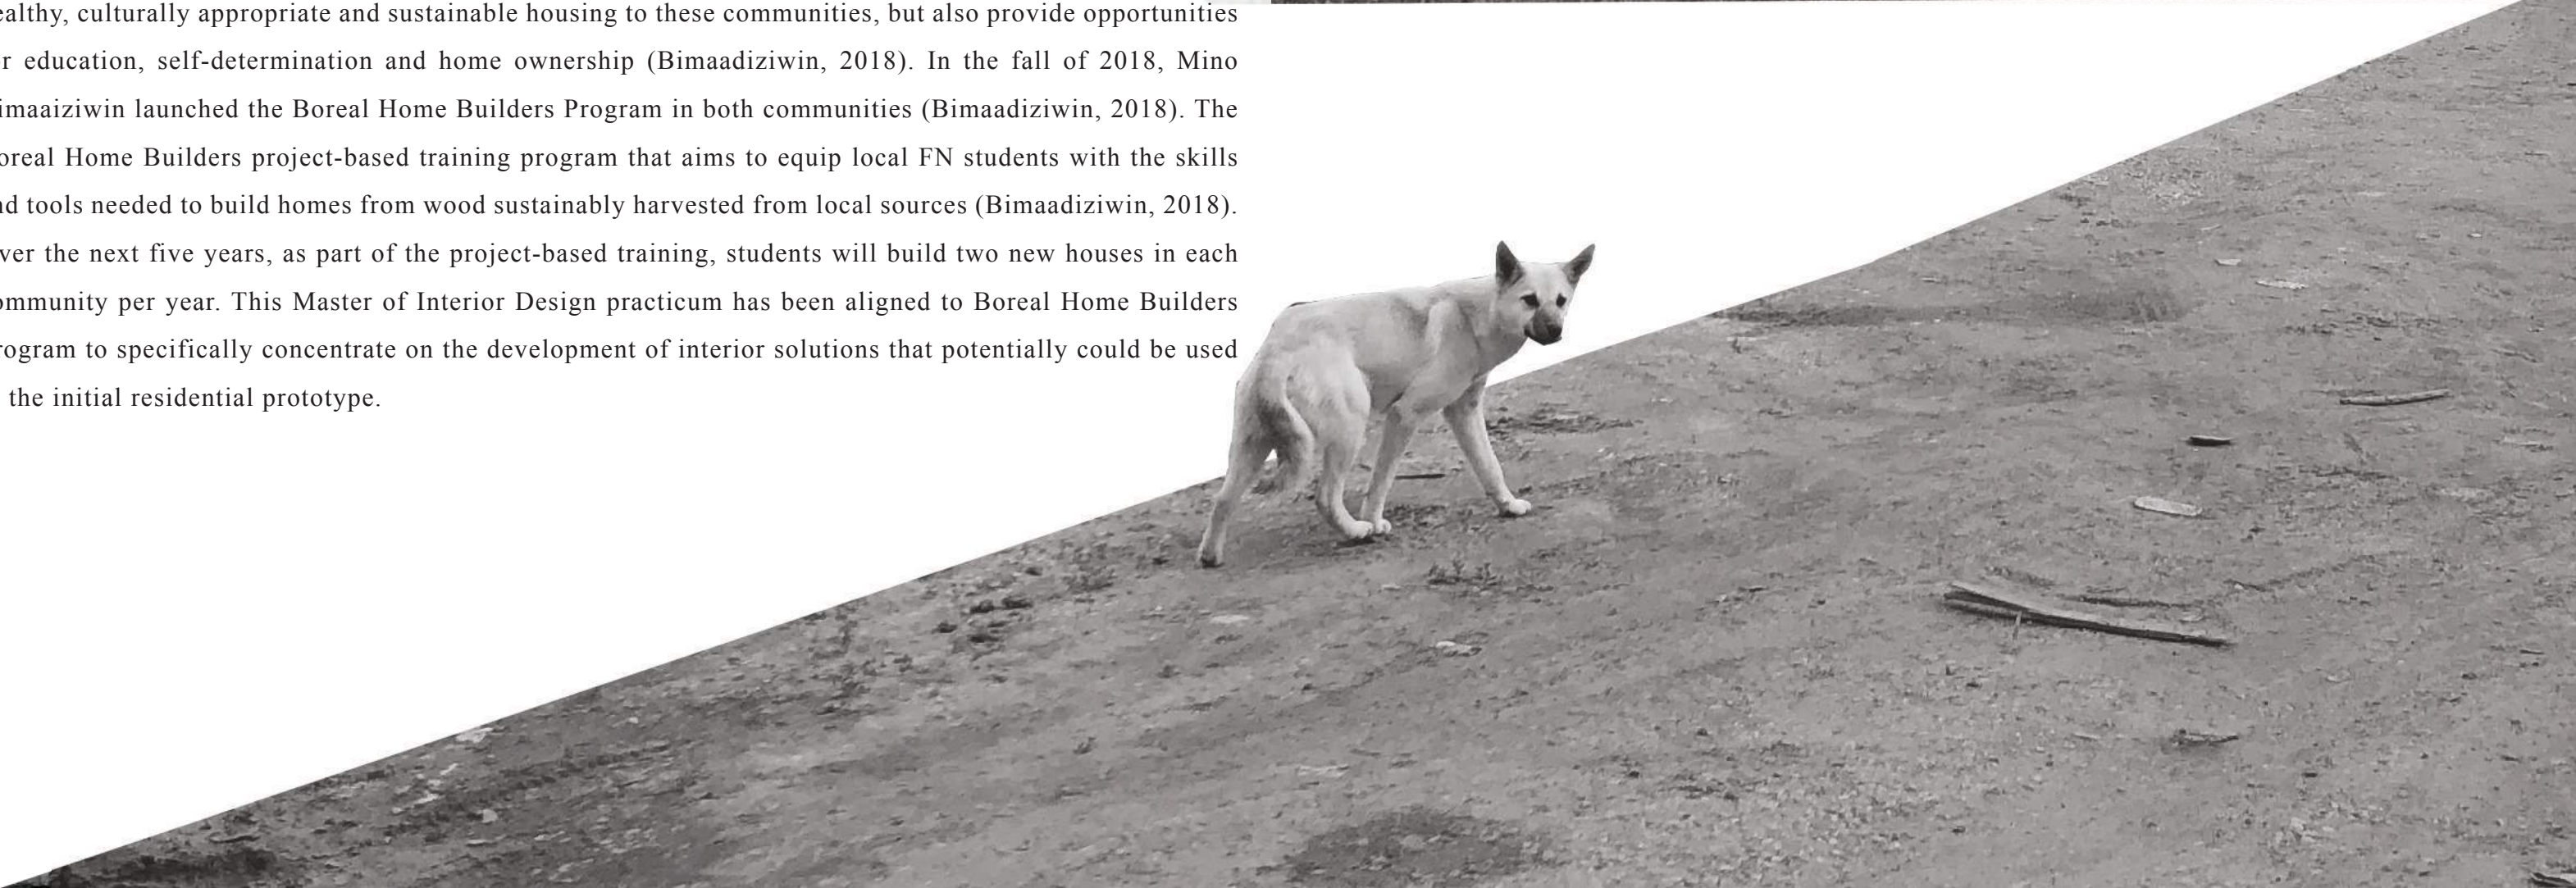 ealthy, culturally appropriate and sustainable housing to these communities, but also provide opportunities
r education, self-determination and home ownership (Bimaadiziwin, 2018). In the fall of 2018, Mino
imaaiziwin launched the Boreal Home Builders Program in both communities (Bimaadiziwin, 2018). The
oreal Home Builders project-based training program that aims to equip local FN students with the skills
nd tools needed to build homes from wood sustainably harvested from local sources (Bimaadiziwin, 2018).
ver the next five years, as part of the project-based training, students will build two new houses in each
ommunity per year. This Master of Interior Design practicum has been aligned to Boreal Home Builders
rogram to specifically concentrate on the development of interior solutions that potentially could be used
the initial residential prototype.